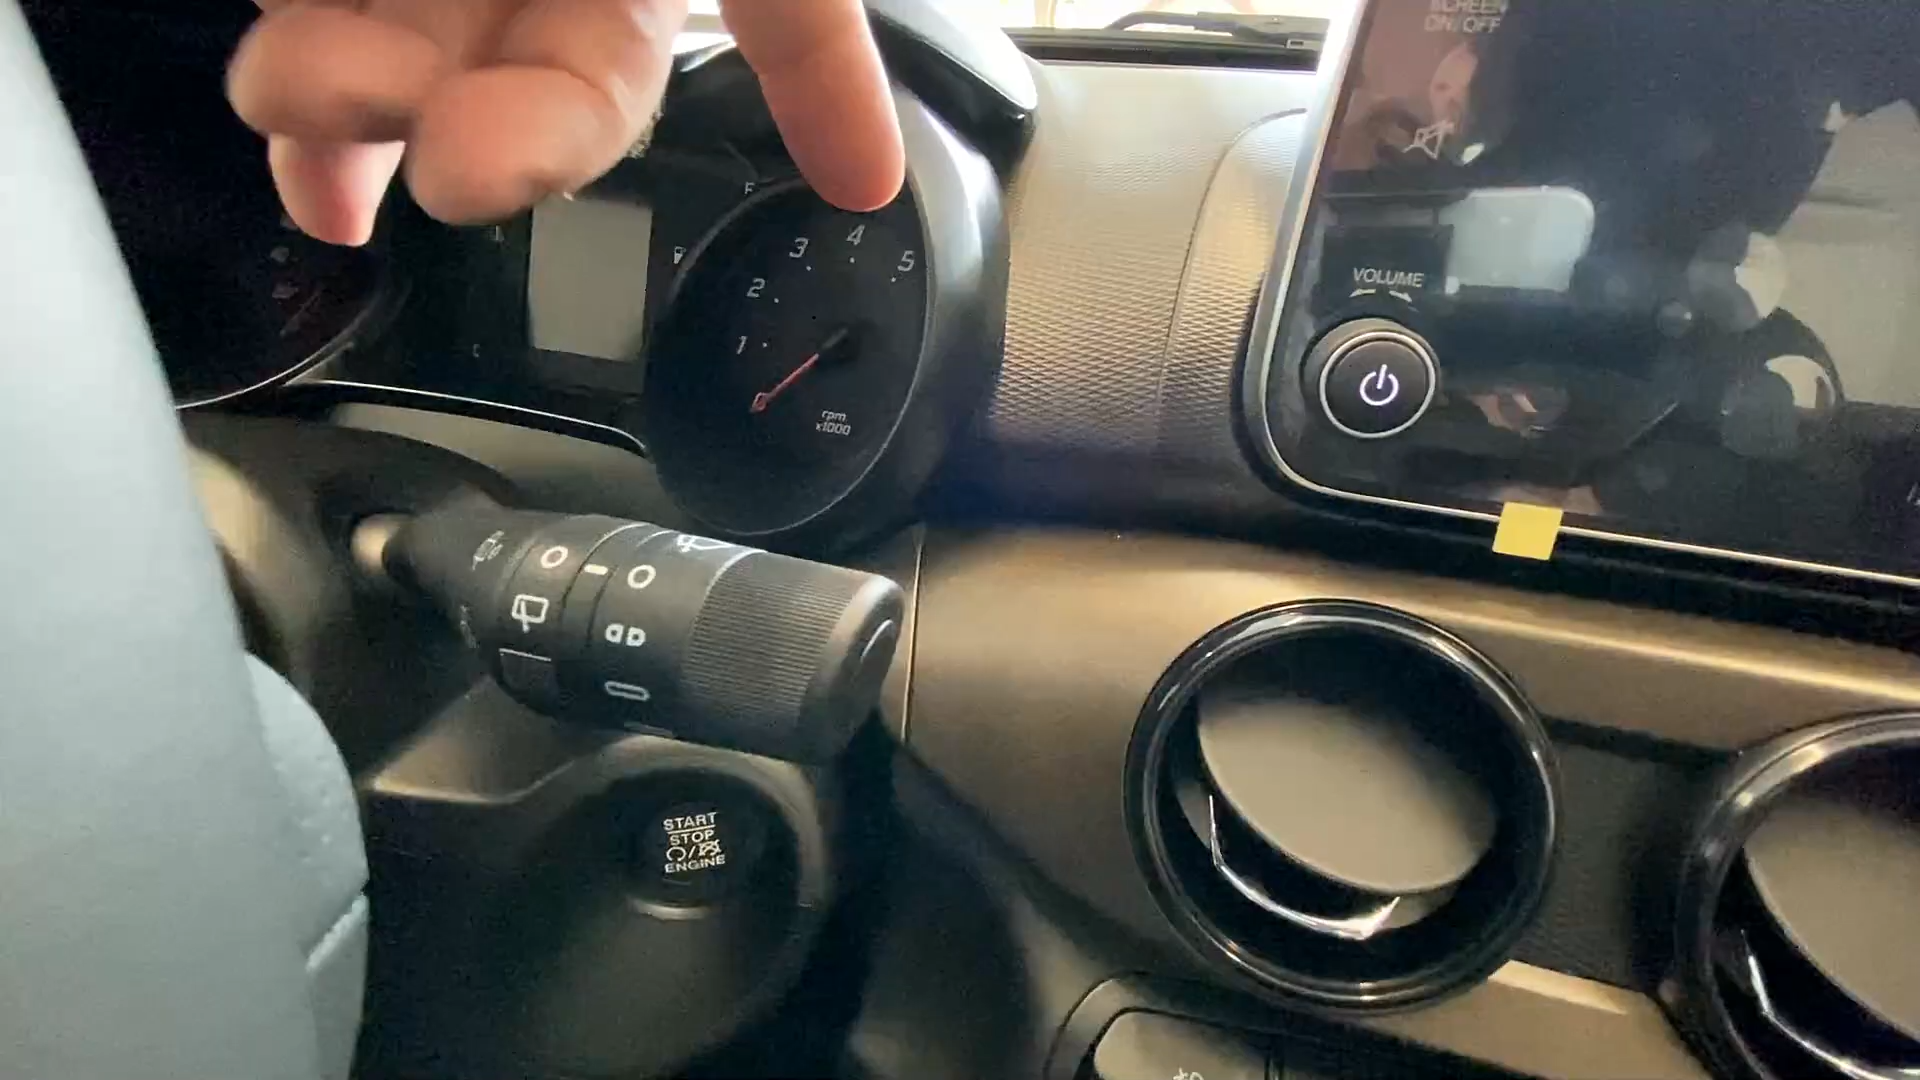 SCREEN
ON/OFF
F
3
4
5
2
1
C
rpm
x1000
VOLUME
START
STOP
ENGINE